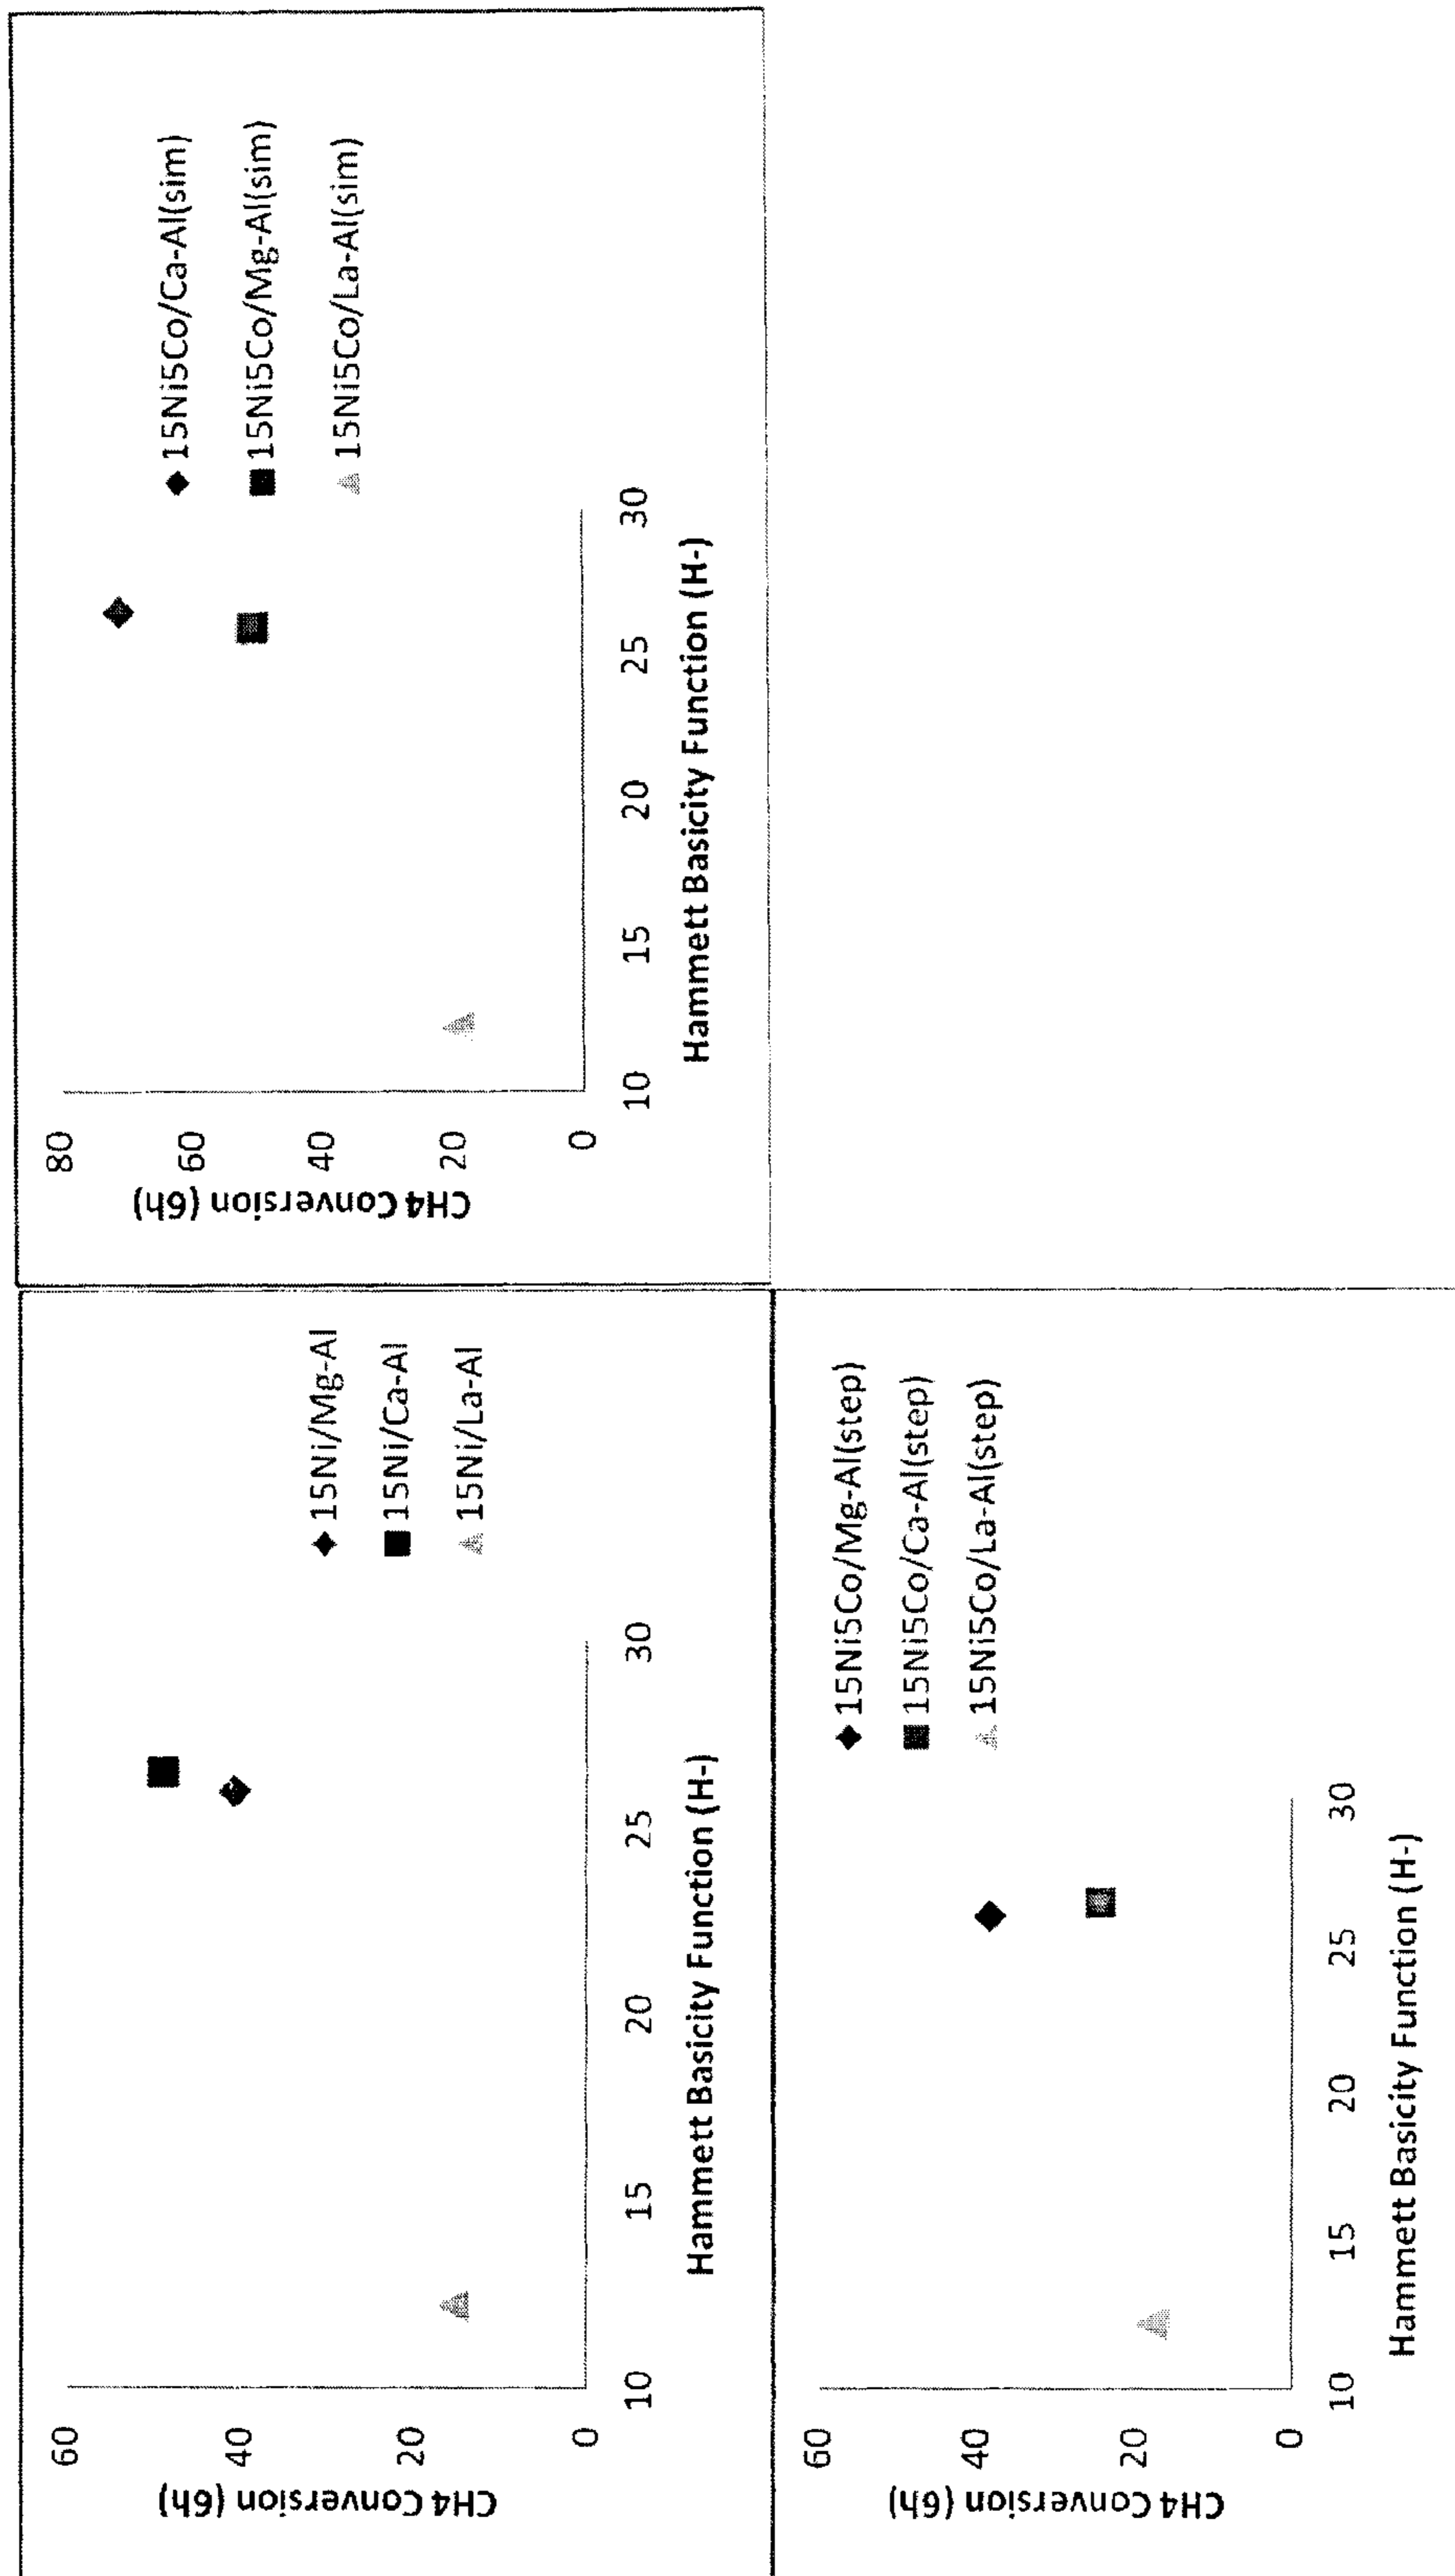 CH4 Conversion (6h)
60
40
20
0
10
15
20
25
30
Hammett Basicity Function (H-)
15Ni/Mg-Al
15Ni/Ca-Al
15Ni/La-Al
CH4 Conversion (6h)
80
60
40
20
0
10
15
20
25
30
Hammett Basicity Function (H-)
15Ni5Co/Ca-Al(sim)
15Ni5Co/Mg-Al(sim)
15Ni5Co/La-Al(sim)
CH4 Conversion (6h)
60
40
20
0
10
15
20
25
30
Hammett Basicity Function (H-)
15Ni5Co/Mg-Al(step)
15Ni5Co/Ca-Al(step)
15Ni5Co/La-Al(step)